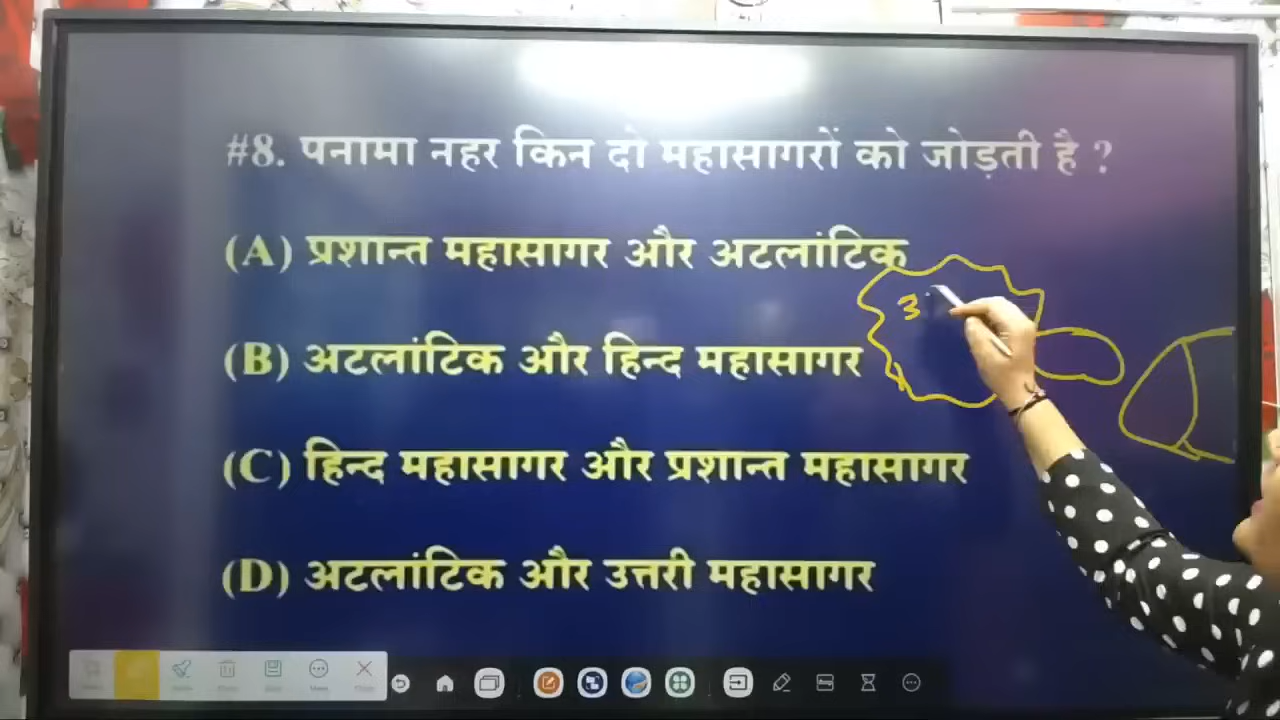 #8. पनामा नहर किन दो महासागरों को जोड़ती है ?
(A) प्रशान्त महासागर और अटलांटिक
(B) अटलांटिक और हिन्द महासागर
(C) हिन्द महासागर और प्रशान्त महासागर
(D) अटलांटिक और उत्तरी महासागर